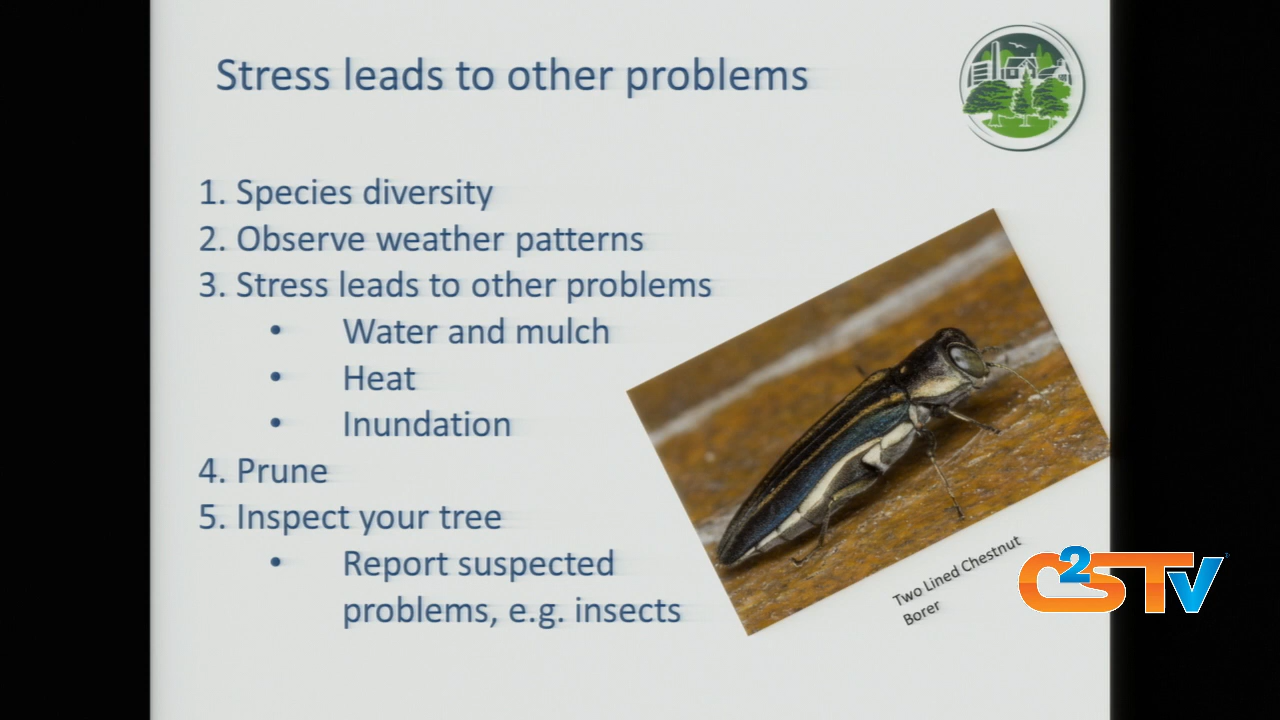 Stress leads to other problems
1. Species diversity
2. Observe weather patterns
3. Stress leads to other problems
• Water and mulch
• Heat
• Inundation
4. Prune
5. Inspect your tree
• Report suspected
problems, e.g. insects
Two Lined Chestnut
Borer
C2STV